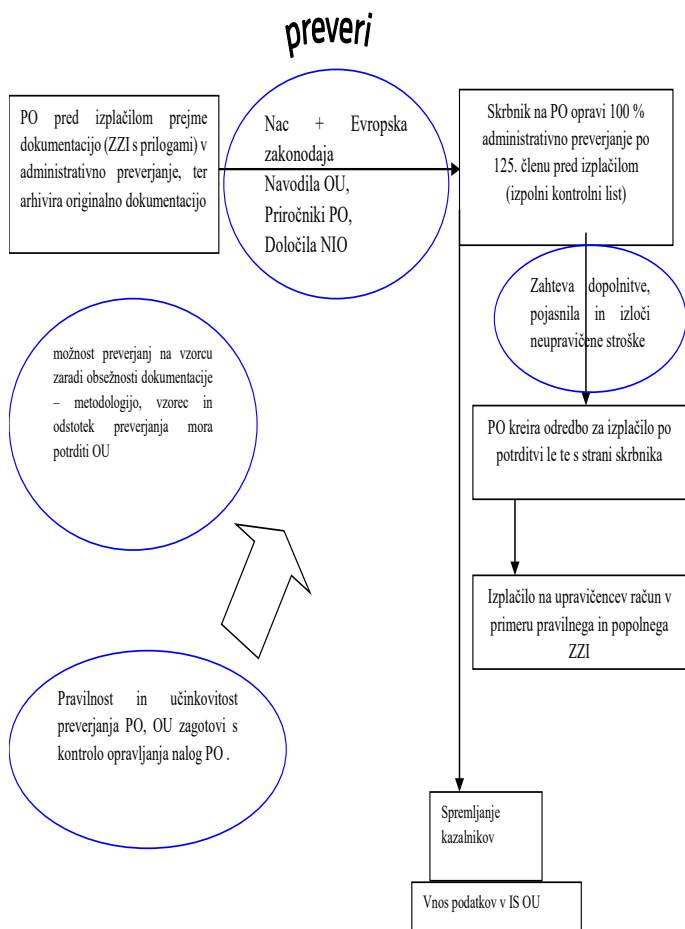 preveri
PO pred izplačilom prejme
dokumentacijo (ZZI s prilogami) v
administrativno preverjanje, ter
arhivira originalno dokumentacijo
Nac + Evropska
zakonodaja
Navodila OU,
Priročniki PO,
Določila NIO
Skrbnik na PO opravi 100 %
administrativno preverjanje po
125. členu pred izplačilom
(izpolni kontrolni list)
Zahteva dopolnitve,
pojasnila in izloči
neupravičene stroške
možnost preverjanj na vzorcu
zaradi obsežnosti dokumentacije
– metodologijo, vzorec in
odstotek preverjanja mora
potrditi OU
PO kreira odredbo za izplačilo po
potrditvi le te s strani skrbnika
Izplačilo na upravičencev račun v
primeru pravilnega in popolnega
ZZI
Pravilnost in učinkovitost
preverjanja PO, OU zagotovi s
kontrolo opravljanja nalog PO .
Spremljanje
kazalnikov
Vnos podatkov v IS OU